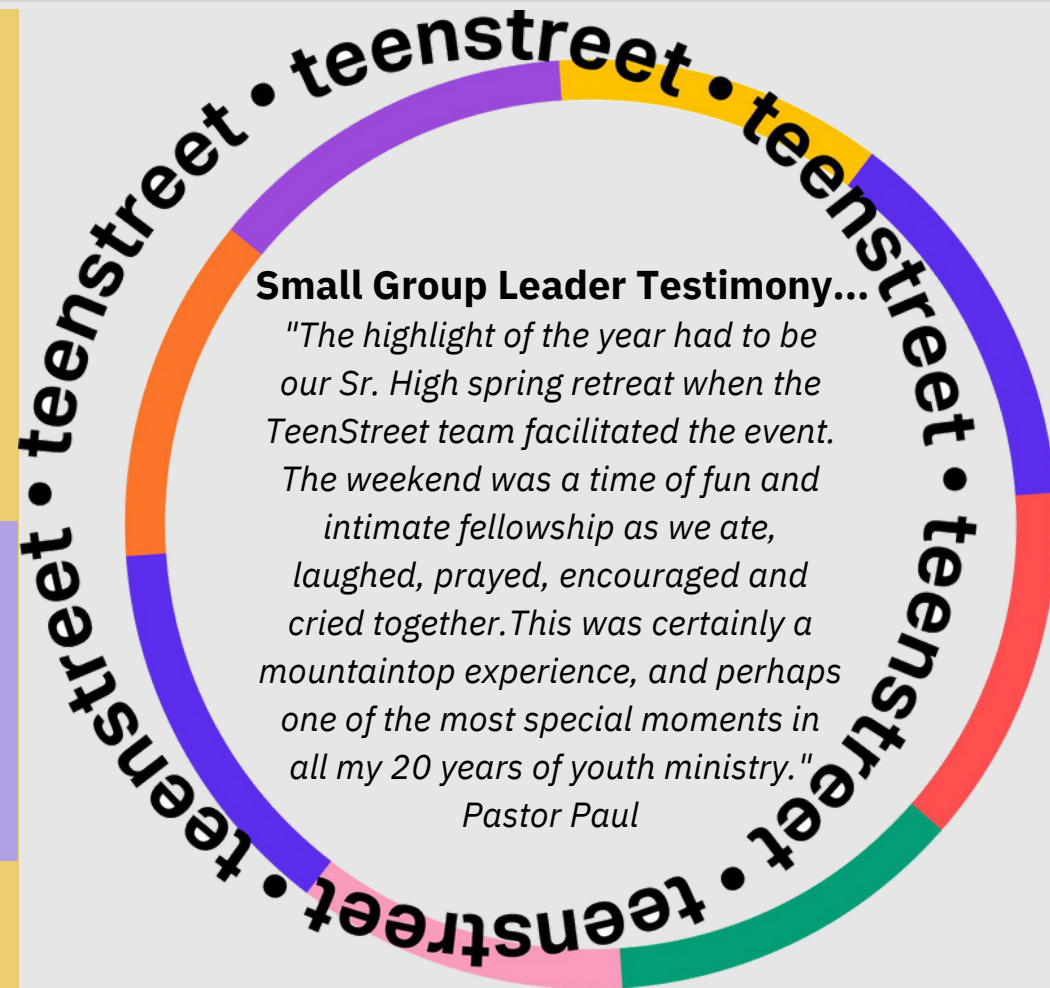 teenstreet • teenstreet • teenstreet • teenstreet • teenstreet • teenstreet •
Small Group Leader Testimony...
"The highlight of the year had to be
our Sr. High spring retreat when the
TeenStreet team facilitated the event.
The weekend was a time of fun and
intimate fellowship as we ate,
laughed, prayed, encouraged and
cried together.This was certainly a
mountaintop experience, and perhaps
one of the most special moments in
all my 20 years of youth ministry."
Pastor Paul